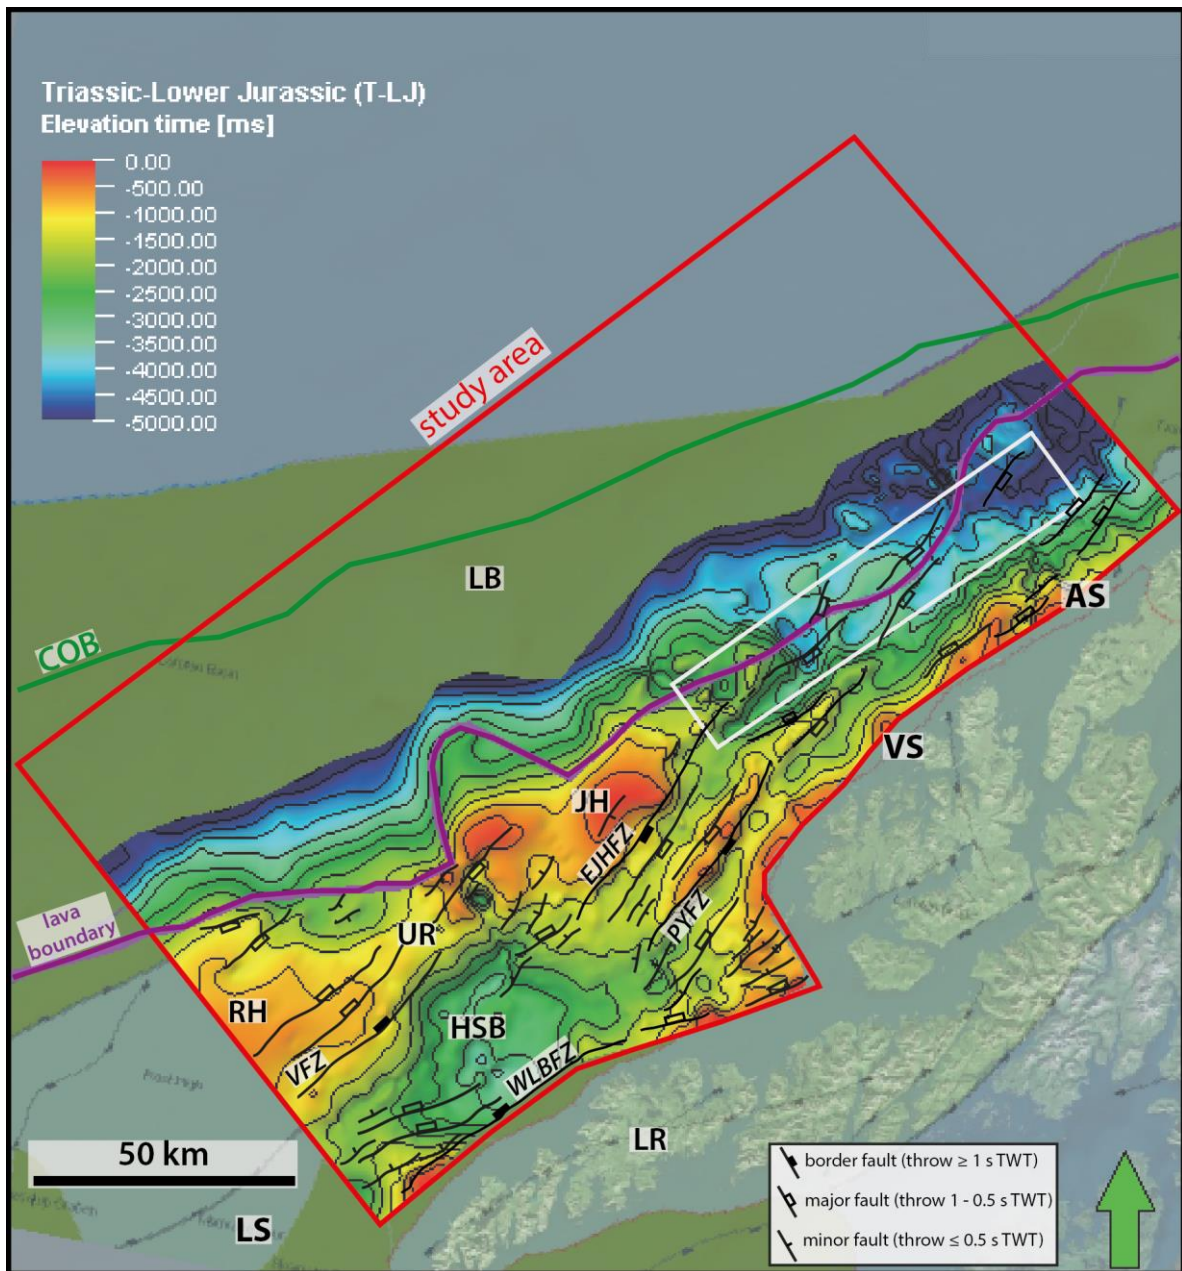 Triassic-Lower Jurassic (T-LJ)
Elevation time [ms]
0.00
-500.00
-1000.00
-1500.00
-2000.00
-2500.00
-3000.00
-3500.00
-4000.00
-4500.00
-5000.00
study area
LB
COB
AS
VS
JH
EJHFZ
PYFZ
lava
boundary
UR
RH
HSB
VFZ
WLBFZ
50 km
LR
LS
border fault (throw ≥ 1 s TWT)
major fault (throw 1 - 0.5 s TWT)
minor fault (throw ≤ 0.5 s TWT)